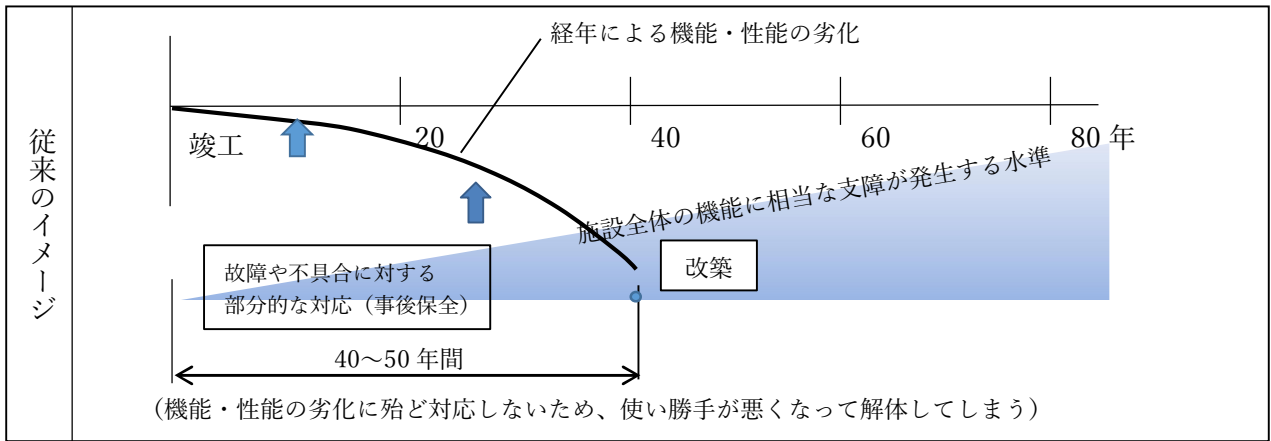 従来のイメージ
経年による機能・性能の劣化
竣工
20
40
60
80 年
施設全体の機能に相当な支障が発生する水準
故障や不具合に対する
部分的な対応（事後保全）
改築
40～50 年間
（機能・性能の劣化に殆ど対応しないため、使い勝手が悪くなって解体してしまう）